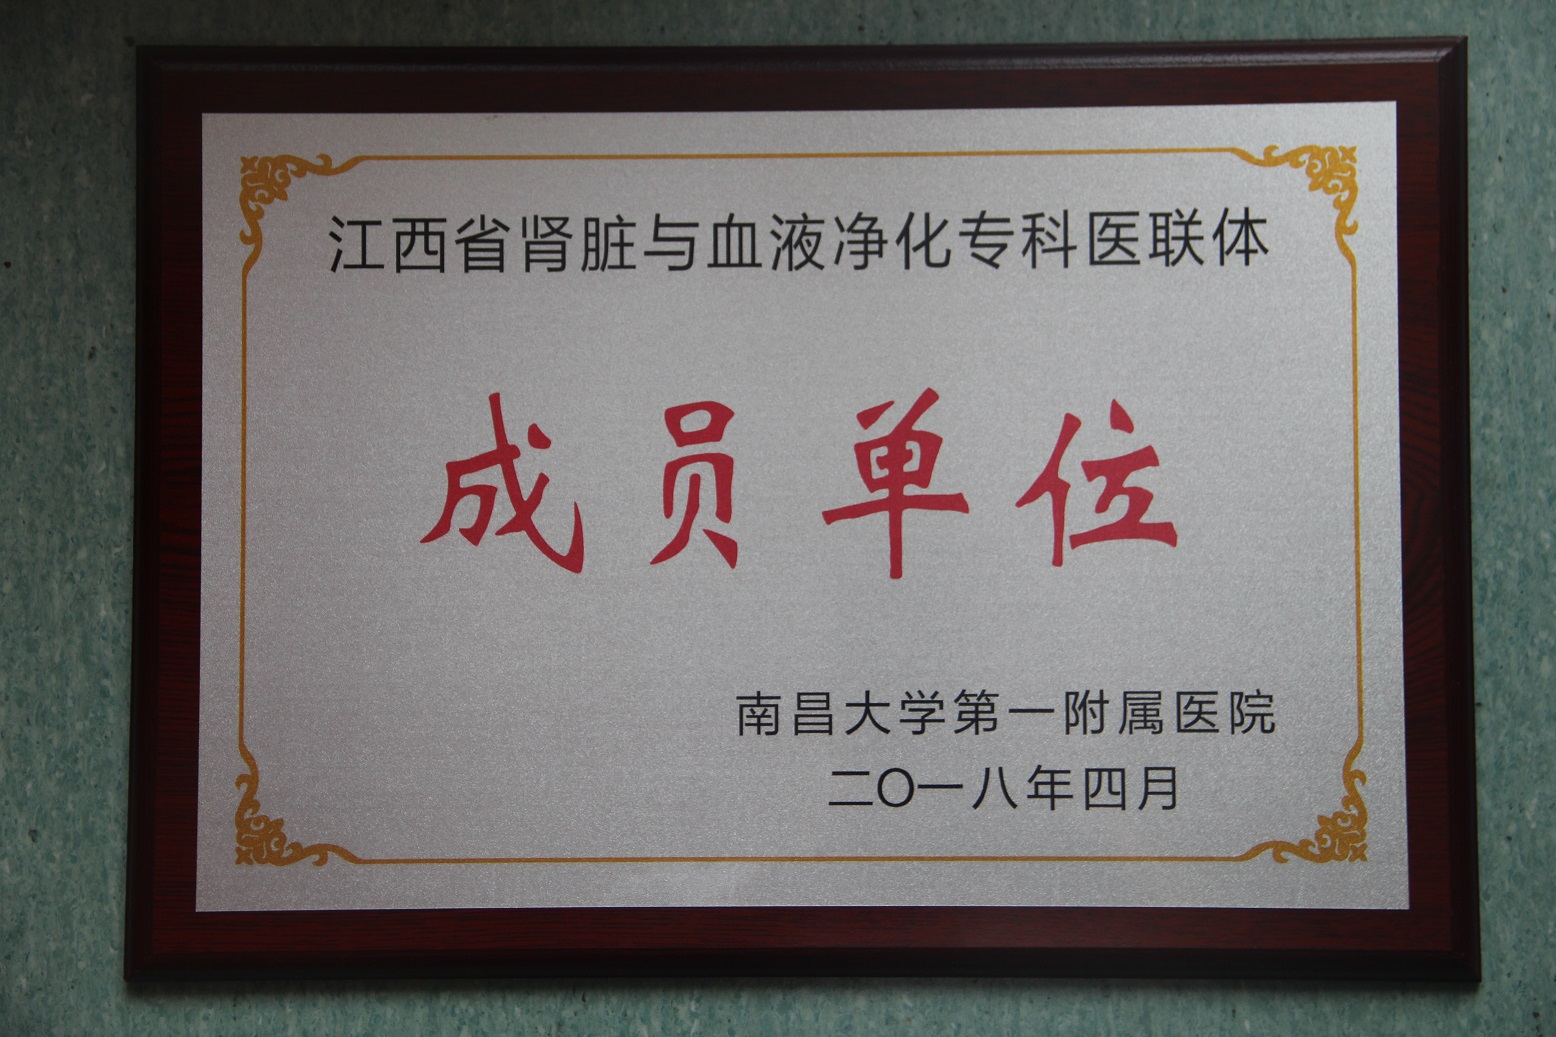 江西省肾脏与血液净化专科医联体
成员单位
南昌大学第一附属医院
二〇一八年四月